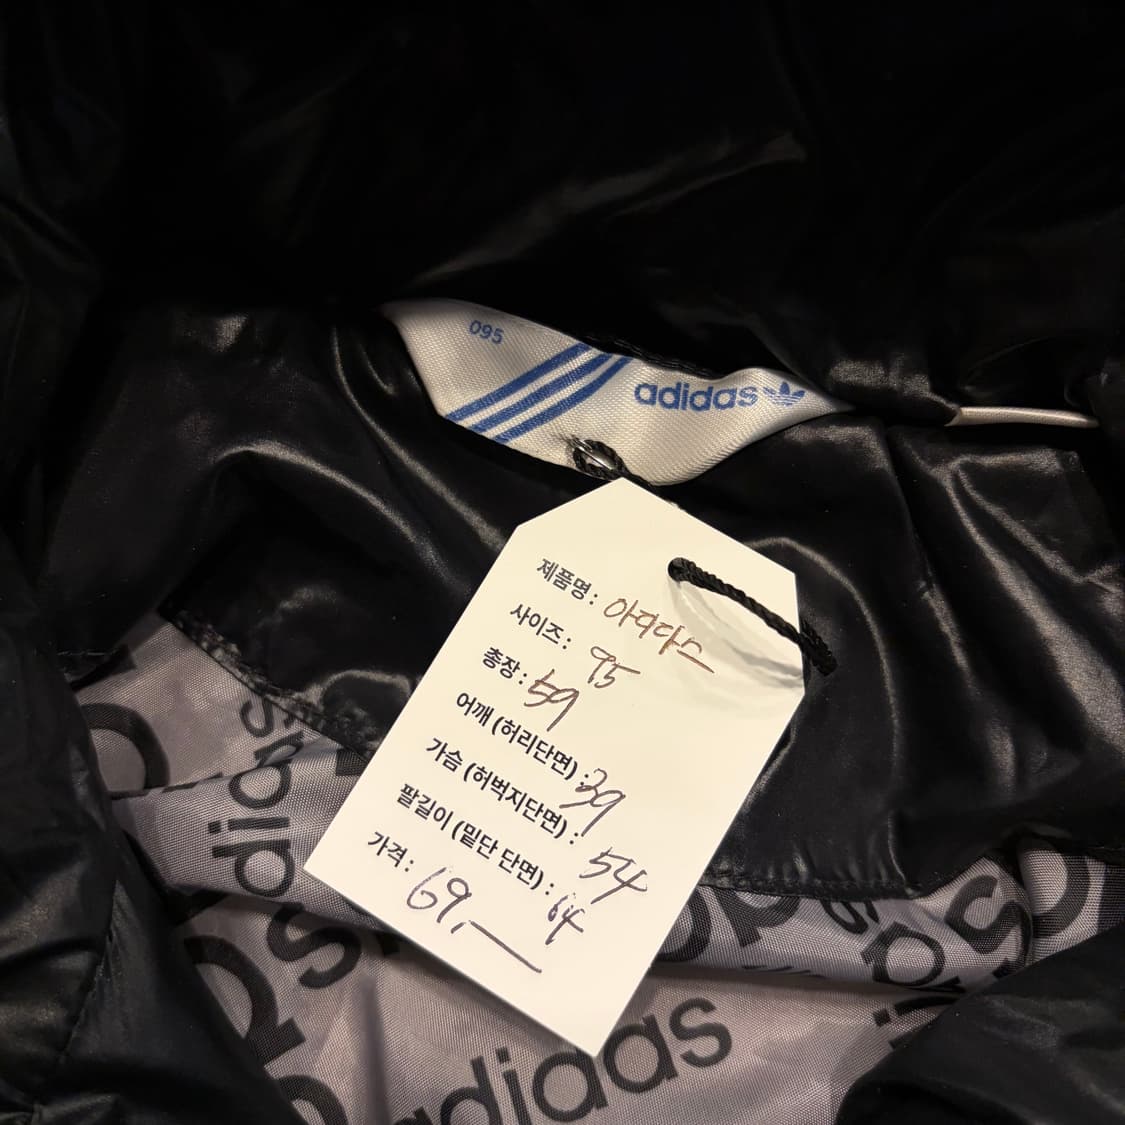 095
adidas
제품명 : 아디다스
사이즈 : 95
총장 : 59
어깨 (허리단면) : 39
가슴 (허벅지단면) : 54
팔길이 (밑단 단면) : 64
가격 : 69,—
adidas
adidas